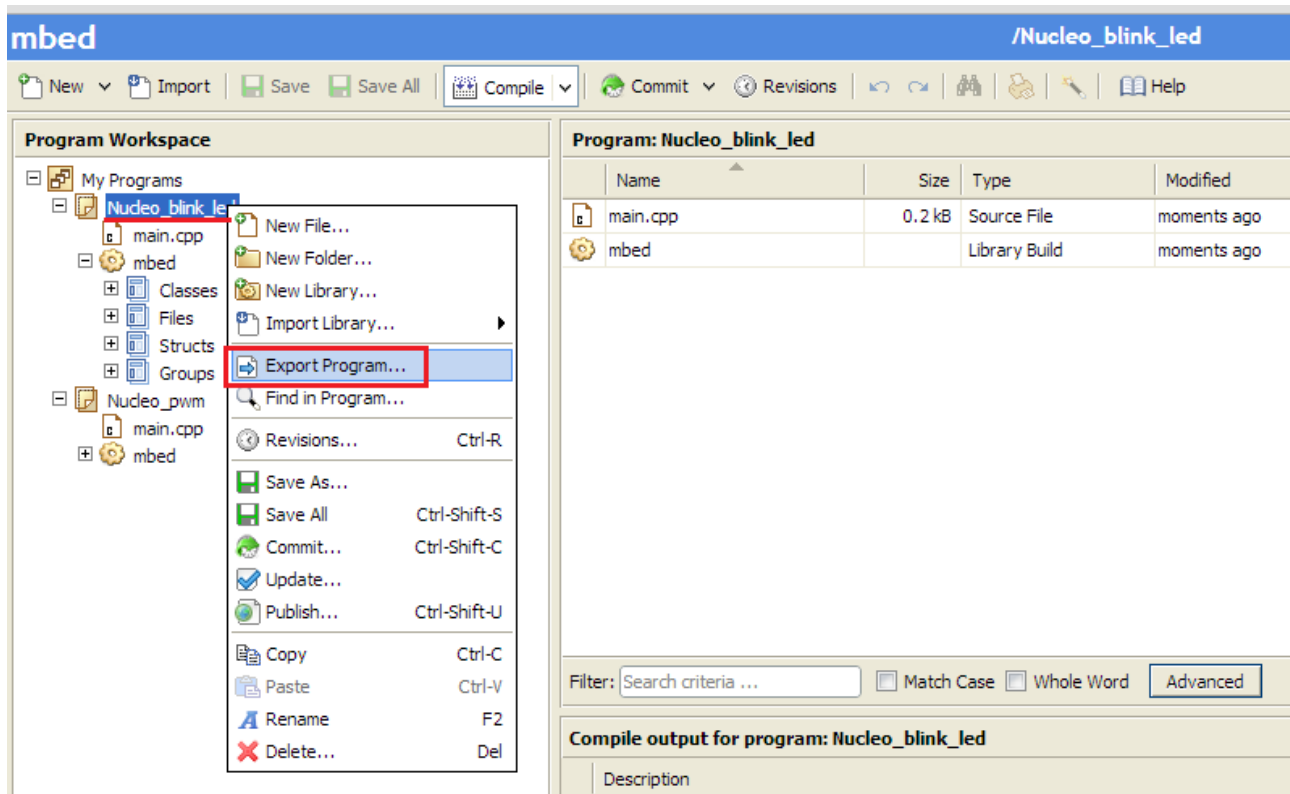 mbed /Nucleo_blink_led
New Import Save Save All Compile Commit Revisions Help
Program Workspace
My Programs
Nucleo_blink_led
main.cpp
mbed
Classes
Files
Structs
Groups
Nucleo_pwm
main.cpp
mbed
New File...
New Folder...
New Library...
Import Library...
Export Program...
Find in Program...
Revisions... Ctrl-R
Save As...
Save All Ctrl-Shift-S
Commit... Ctrl-Shift-C
Update...
Publish... Ctrl-Shift-U
Copy Ctrl-C
Paste Ctrl-V
Rename F2
Delete... Del
Program: Nucleo_blink_led
Name Size Type Modified
main.cpp 0.2 kB Source File moments ago
mbed Library Build moments ago
Filter: Search criteria ... Match Case Whole Word Advanced
Compile output for program: Nucleo_blink_led
Description